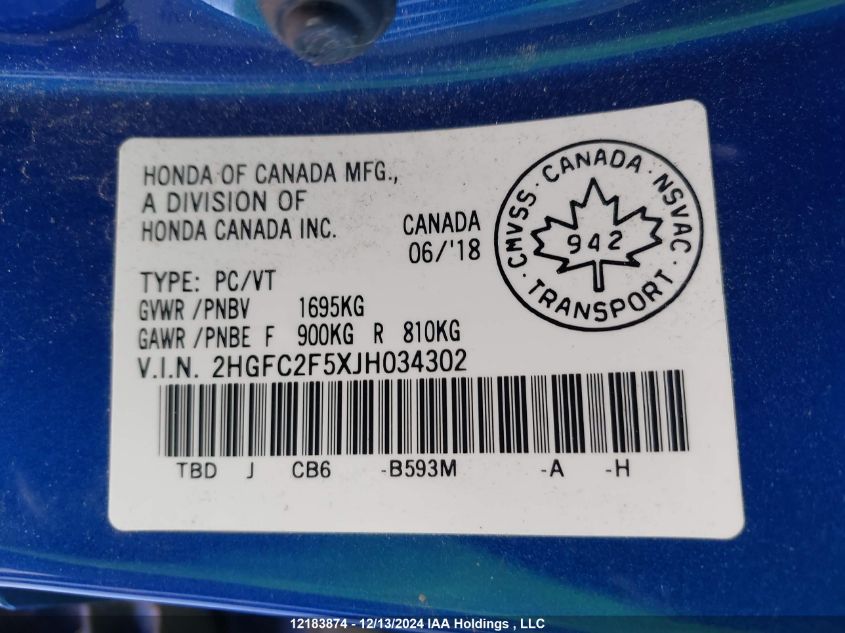 HONDA OF CANADA MFG.,
A DIVISION OF
HONDA CANADA INC.
CANADA
06/'18
CMVSS · CANADA · NSVAC · TRANSPORT ·
942
TYPE: PC/VT
GVWR /PNBV 1695KG
GAWR /PNBE F 900KG R 810KG
V.I.N. 2HGFC2F5XJH034302
TBD J CB6 -B593M -A -H
12183874 - 12/13/2024 IAA Holdings , LLC